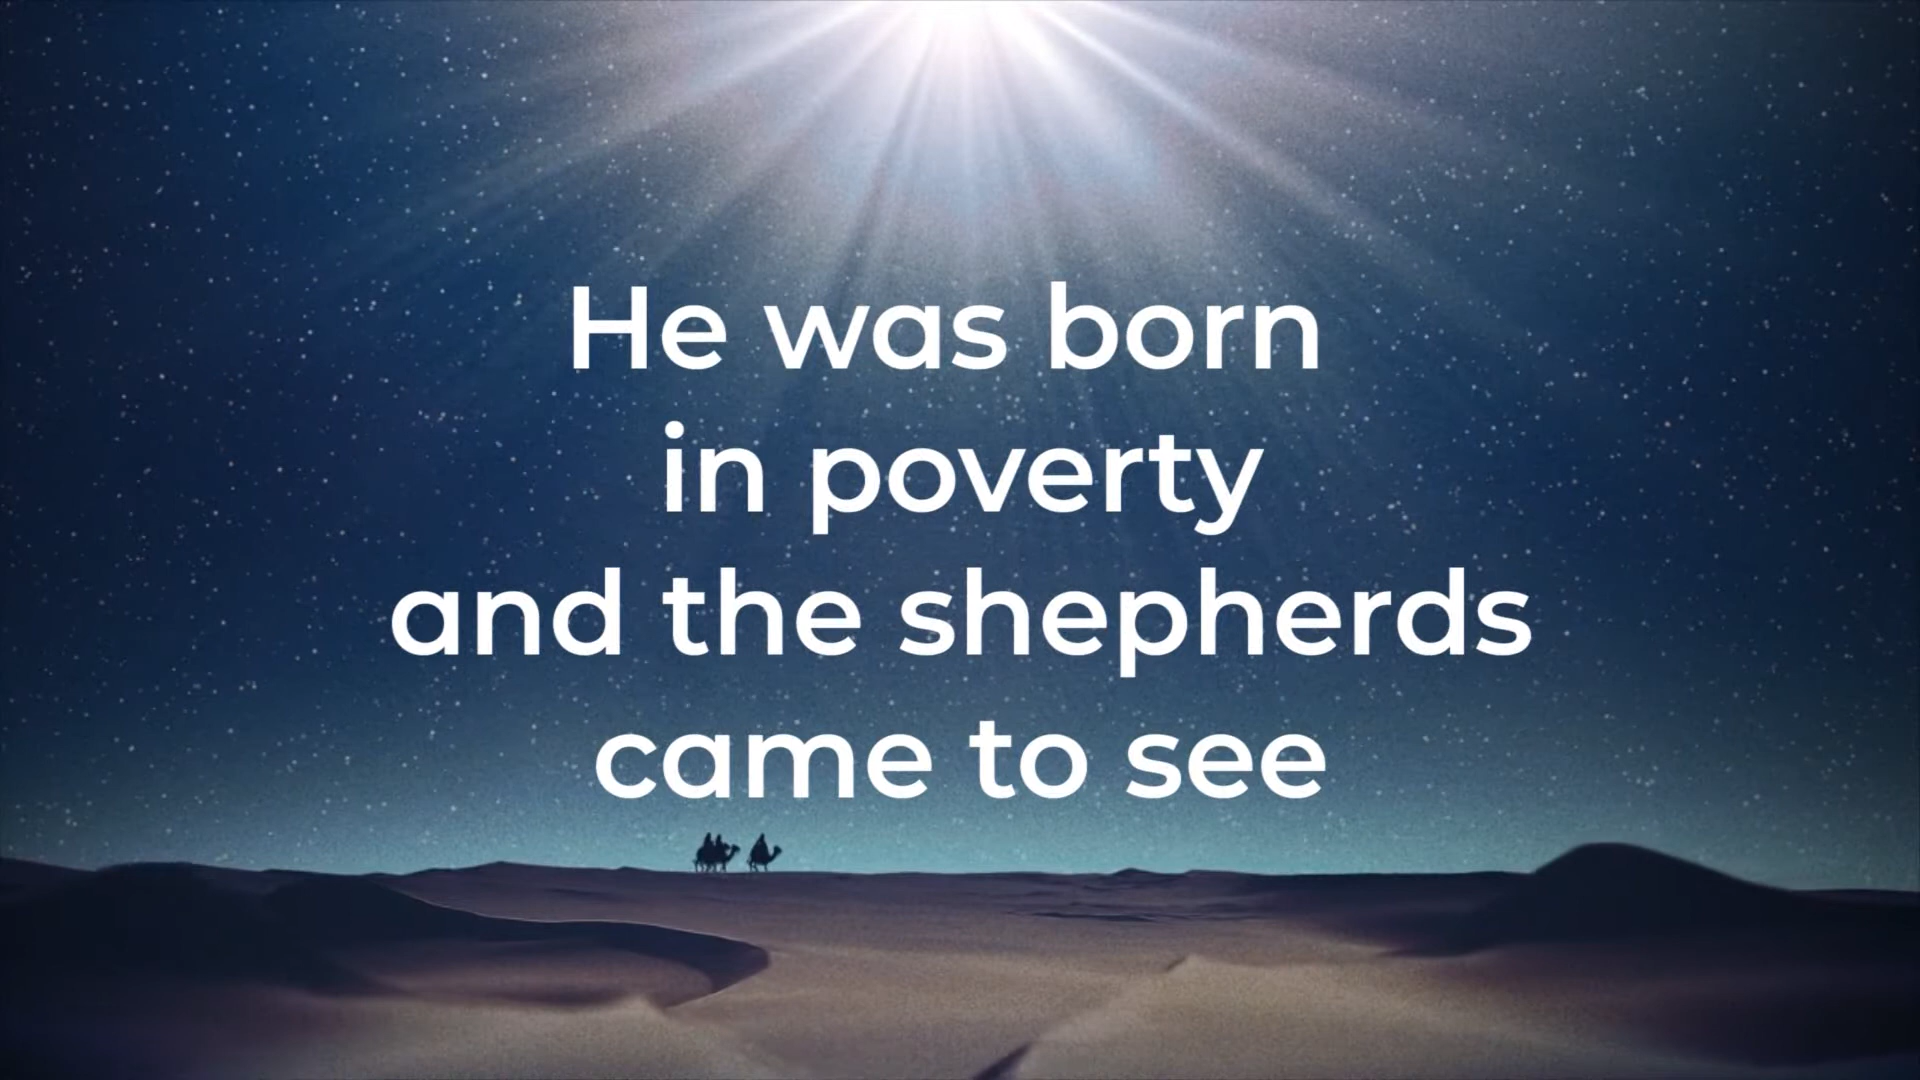 He was born
in poverty
and the shepherds
came to see